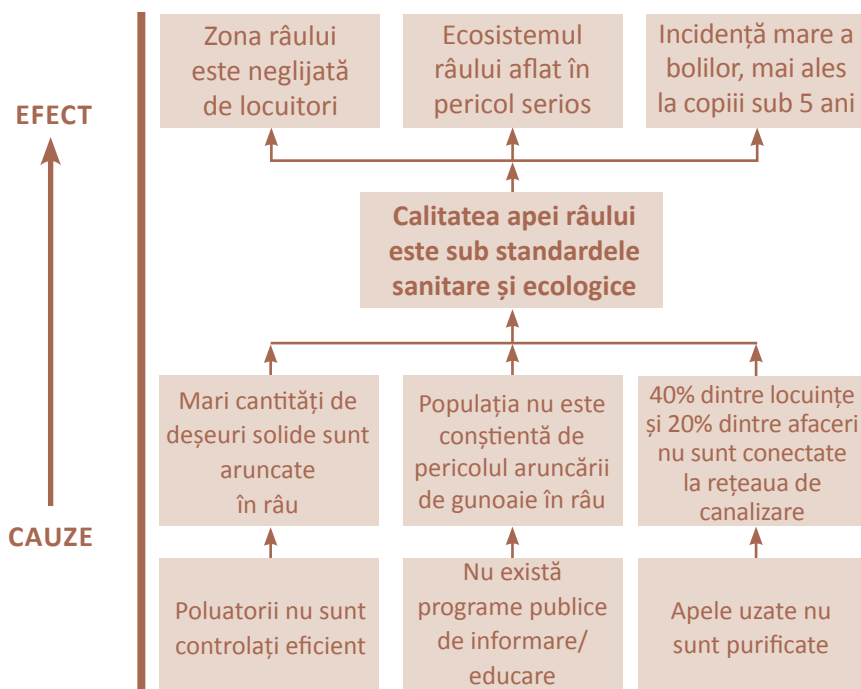 Zona râului
este neglijată
de locuitori
Ecosistemul
râului aflat în
pericol serios
Incidență mare a
bolilor, mai ales
la copiii sub 5 ani
EFECT
Calitatea apei râului
este sub standardele
sanitare și ecologice
Mari cantități de
deșeuri solide sunt
aruncate
în râu
Populația nu este
conștientă de
pericolul aruncării
de gunoaie în râu
40% dintre locuințe
și 20% dintre afaceri
nu sunt conectate
la rețeaua de
canalizare
CAUZE
Poluatorii nu sunt
controlați eficient
Nu există
programe publice
de informare/
educare
Apele uzate nu
sunt purificate